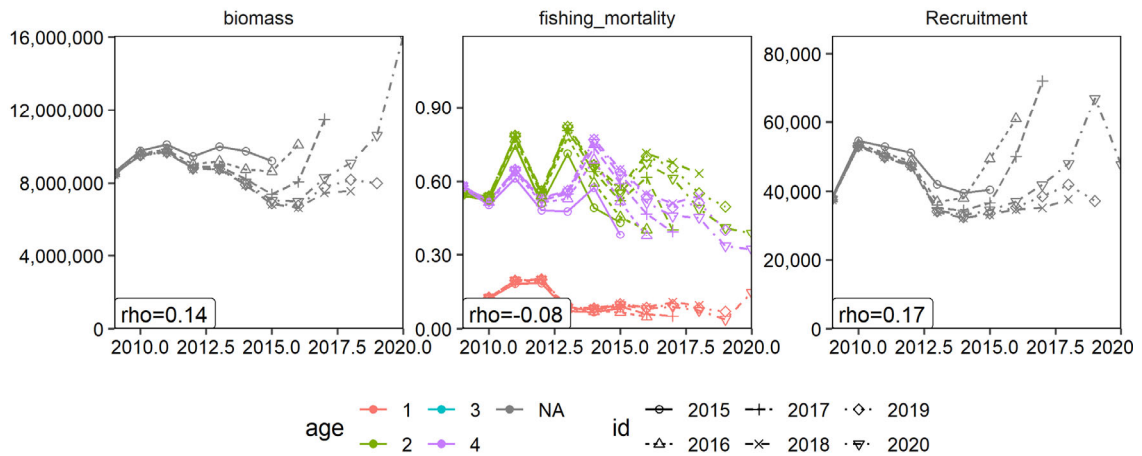 biomass fishing_mortality Recruitment
16,000,000
12,000,000 0.90 80,000
8,000,000 0.60 60,000
40,000
4,000,000 0.30 20,000
rho=0.14 rho=-0.08 rho=0.17
0 0.00 0
2010.0 2012.5 2015.0 2017.5 2020.0 2010.0 2012.5 2015.0 2017.5 2020.0 2010.0 2012.5 2015.0 2017.5 2020.0
age 1 3 NA id 2015 2017 2019
2 4 2016 2018 2020